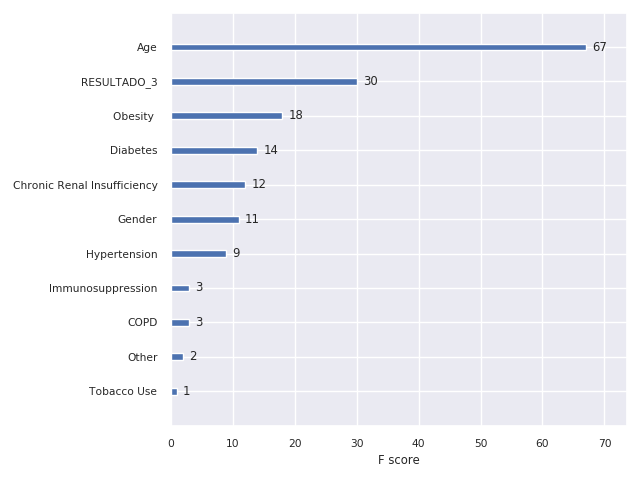 Age 67
RESULTADO_3 30
Obesity 18
Diabetes 14
Chronic Renal Insufficiency 12
Gender 11
Hypertension 9
Immunosuppression 3
COPD 3
Other 2
Tobacco Use 1
0 10 20 30 40 50 60 70
F score